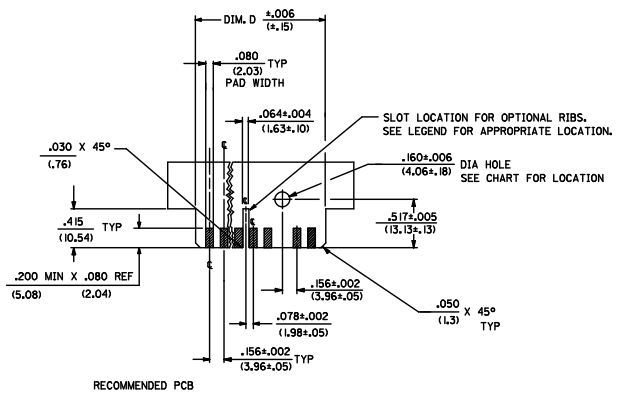 DIM. D ±.006
(±.15)
.080 TYP
(2.03)
PAD WIDTH
.064±.004
(1.63±.10)
SLOT LOCATION FOR OPTIONAL RIBS.
SEE LEGEND FOR APPROPRIATE LOCATION.
.030 X 45°
(.76)
.160±.006 DIA HOLE
(4.06±.18) SEE CHART FOR LOCATION
.415 TYP
(10.54)
.517±.005
(13.13±.13)
.200 MIN X .080 REF
(5.08) (2.04)
.156±.002
(3.96±.05)
.050 X 45°
(1.3) TYP
.078±.002
(1.98±.05)
.156±.002 TYP
(3.96±.05)
RECOMMENDED PCB